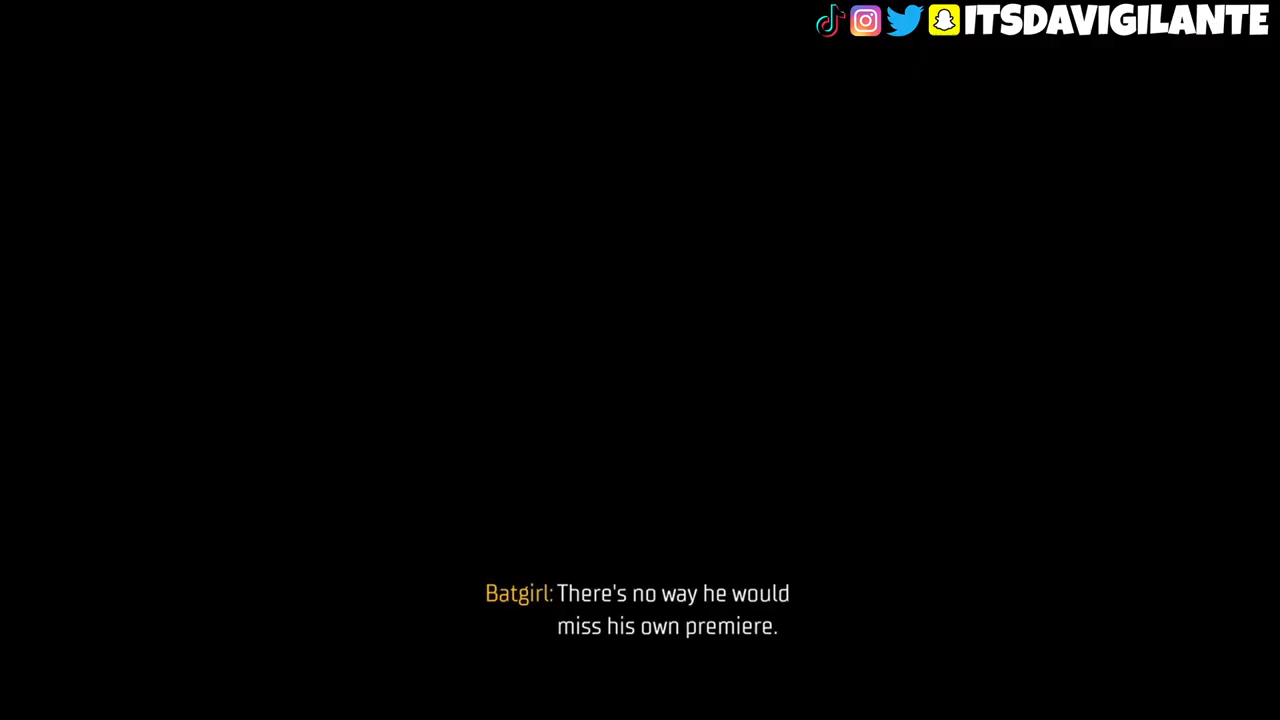 ITSDAVIGILANTE
Batgirl: There's no way he would
miss his own premiere.